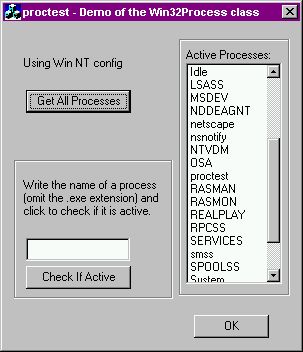 proctest - Demo of the Win32Process class
Using Win NT config
Get All Processes
Write the name of a process
(omit the .exe extension) and
click to check if it is active.
Check If Active
Active Processes:
Idle
LSASS
MSDEV
NDDEAGNT
netscape
nsnotify
NTVDM
OSA
proctest
RASMAN
RASMON
REALPLAY
RPCSS
SERVICES
smss
SPOOLSS
System
OK